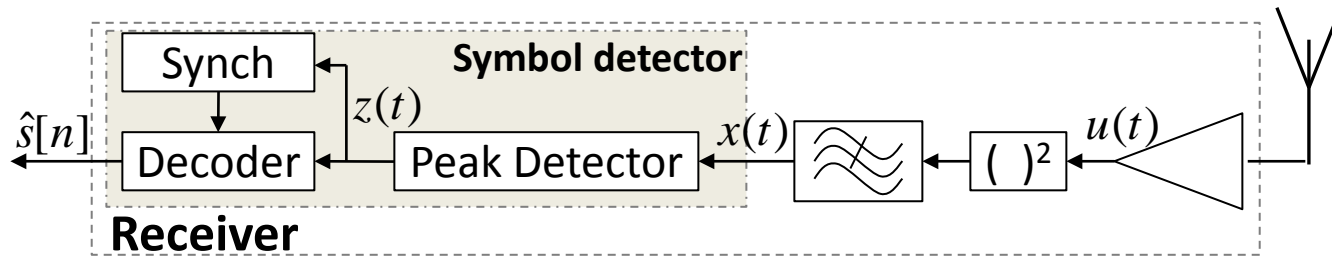 Synch
Symbol detector
z(t)
ŝ[n]
Decoder
Peak Detector
x(t)
( )²
u(t)
Receiver